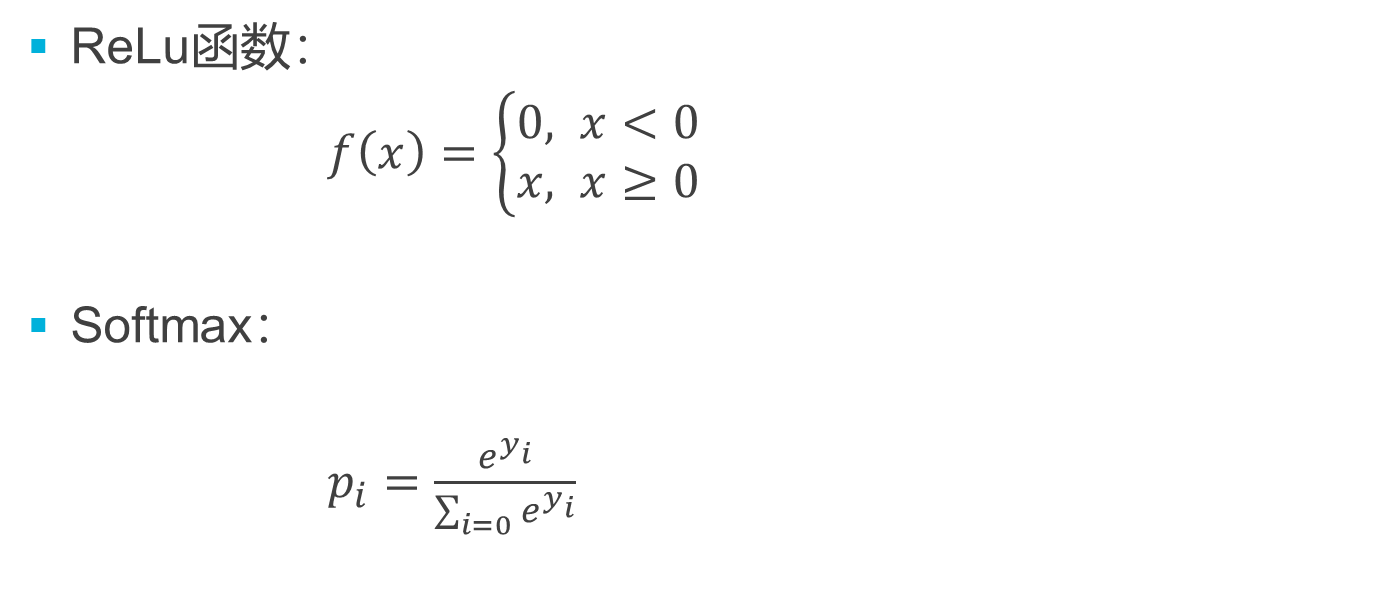 ▪ ReLu函数：
f(x) = {0, x < 0
x, x ≥ 0
▪ Softmax：
p_i = e^{y_i} / ∑_{i=0} e^{y_i}